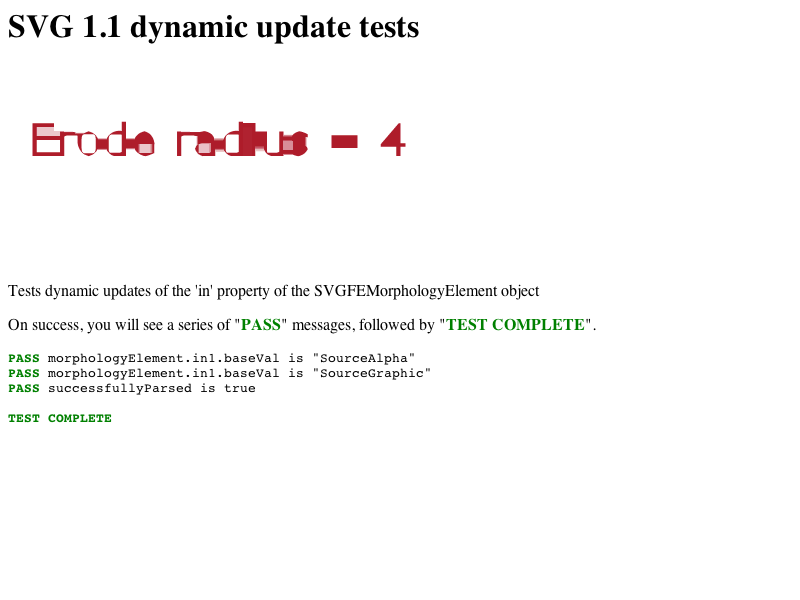 SVG 1.1 dynamic update tests
Erode radius = 4
Tests dynamic updates of the 'in' property of the SVGFEMorphologyElement object
On success, you will see a series of "PASS" messages, followed by "TEST COMPLETE".
PASS morphologyElement.in1.baseVal is "SourceAlpha"
PASS morphologyElement.in1.baseVal is "SourceGraphic"
PASS successfullyParsed is true
TEST COMPLETE